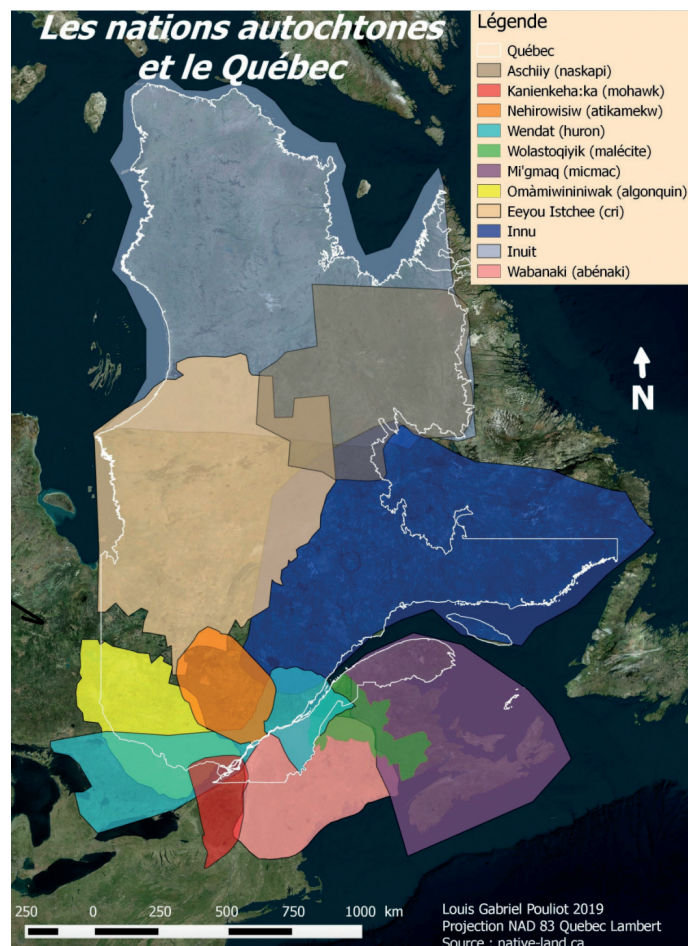 Les nations autochtones
et le Québec
Légende
Québec
Aschiiy (naskapi)
Kanienkeha:ka (mohawk)
Nehirowisiw (atikamekw)
Wendat (huron)
Wolastoqiyik (malécite)
Mi'gmaq (micmac)
Omàmiwininiwak (algonquin)
Eeyou Istchee (cri)
Innu
Inuit
Wabanaki (abénaki)
N
250 0 250 500 750 1000 km
Louis Gabriel Pouliot 2019
Projection NAD 83 Quebec Lambert
Source : native-land.ca